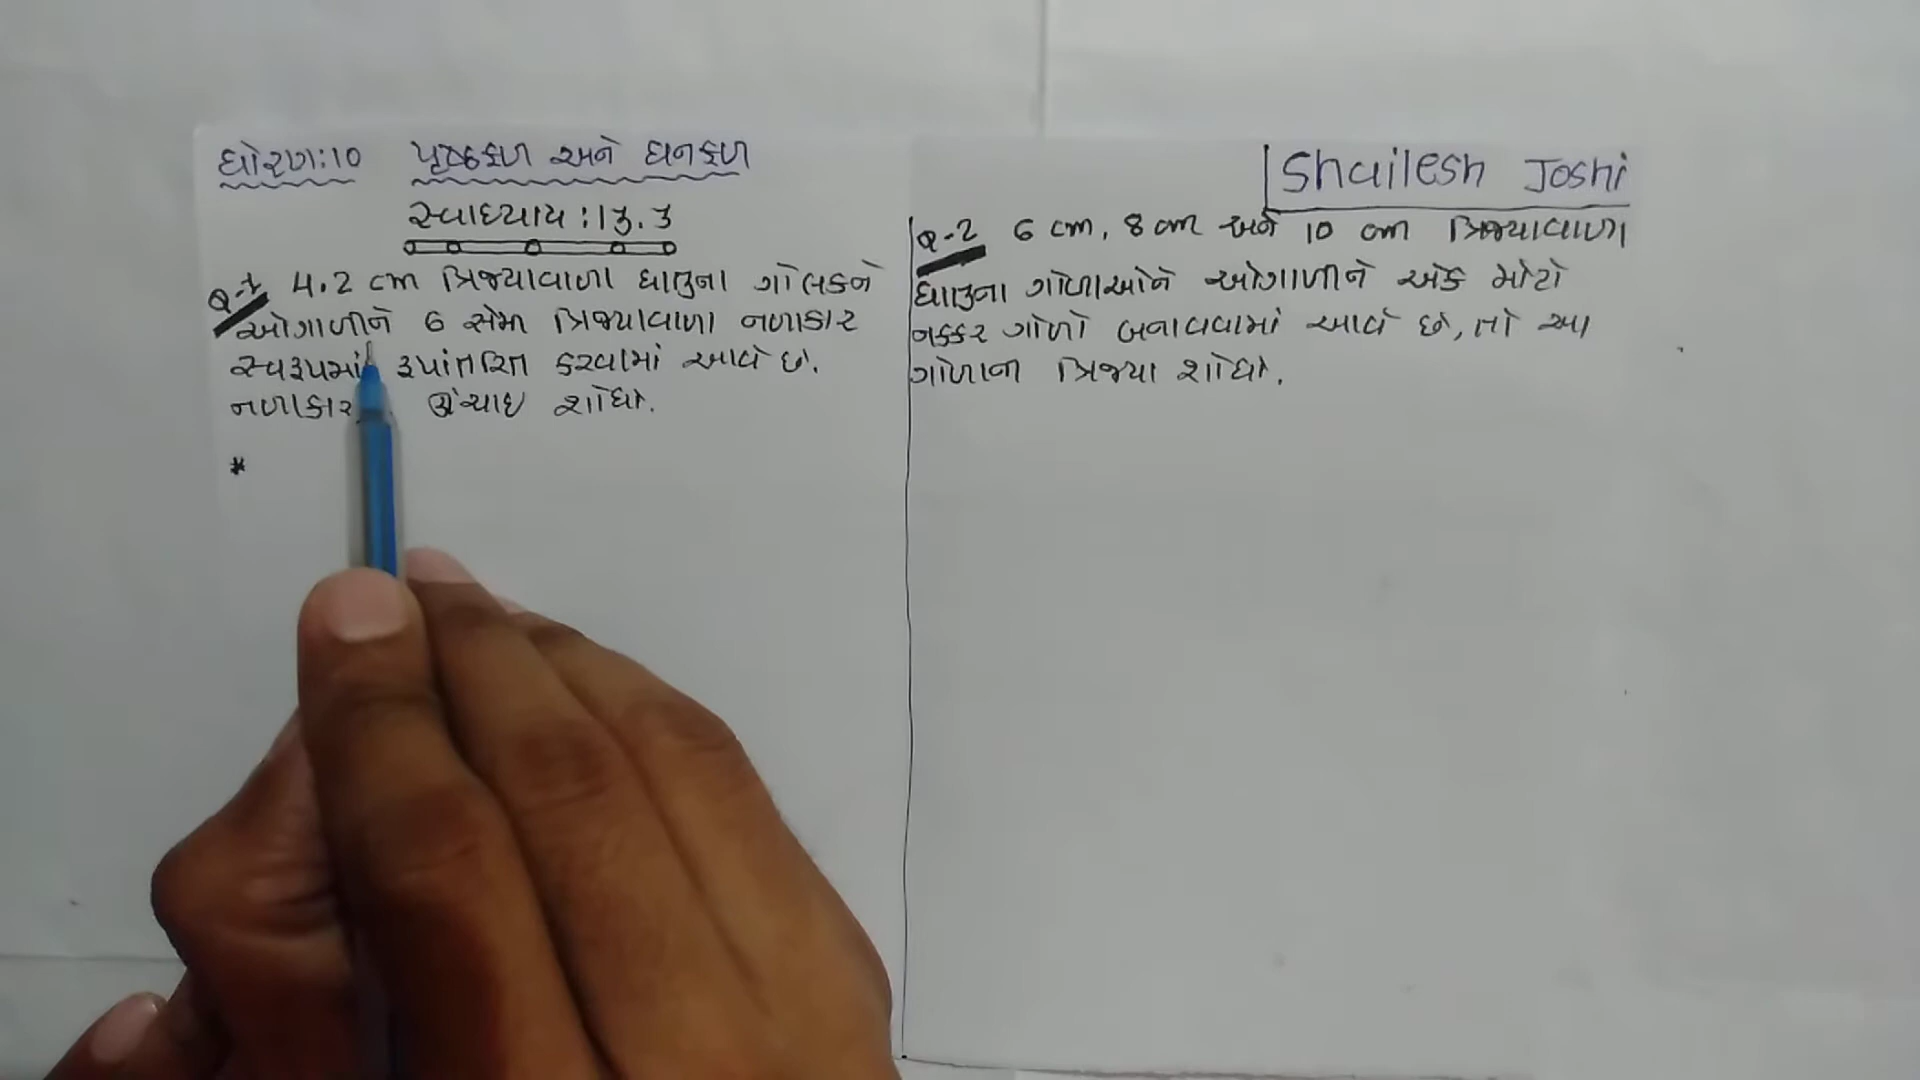 ધોરણ:10 પૃષ્ઠફળ અને ઘનફળ
સ્વાધ્યાય:13.3
Q-1 4.2 cm ત્રિજ્યાવાળા ધાતુના ગોલકને
ઓગાળીને 6 સેમી ત્રિજ્યાવાળા નળાકાર
સ્વરૂપમાં રૂપાંતરિત કરવામાં આવે છે.
નળાકાર ઊંચાઇ શોધો.
*
Shailesh Joshi
Q-2 6 cm, 8 cm અને 10 cm ત્રિજ્યાવાળા
ધાતુના ગોળાઓને ઓગાળીને એક મોટો
નક્કર ગોળો બનાવવામાં આવે છે, તો આ
ગોળાની ત્રિજ્યા શોધો.